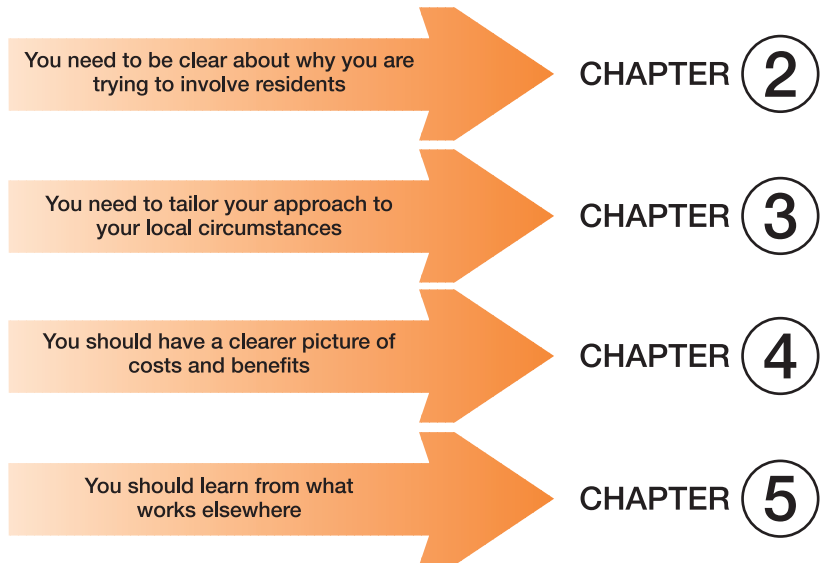 You need to be clear about why you are
trying to involve residents
CHAPTER 2
You need to tailor your approach to
your local circumstances
CHAPTER 3
You should have a clearer picture of
costs and benefits
CHAPTER 4
You should learn from what
works elsewhere
CHAPTER 5